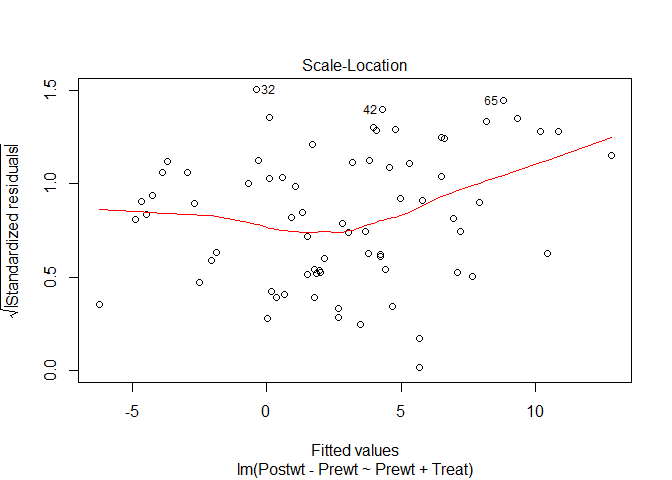 Scale-Location
√|Standardized residuals|
1.5
1.0
0.5
0.0
32
42
65
-5
0
5
10
Fitted values
lm(Postwt - Prewt ~ Prewt + Treat)